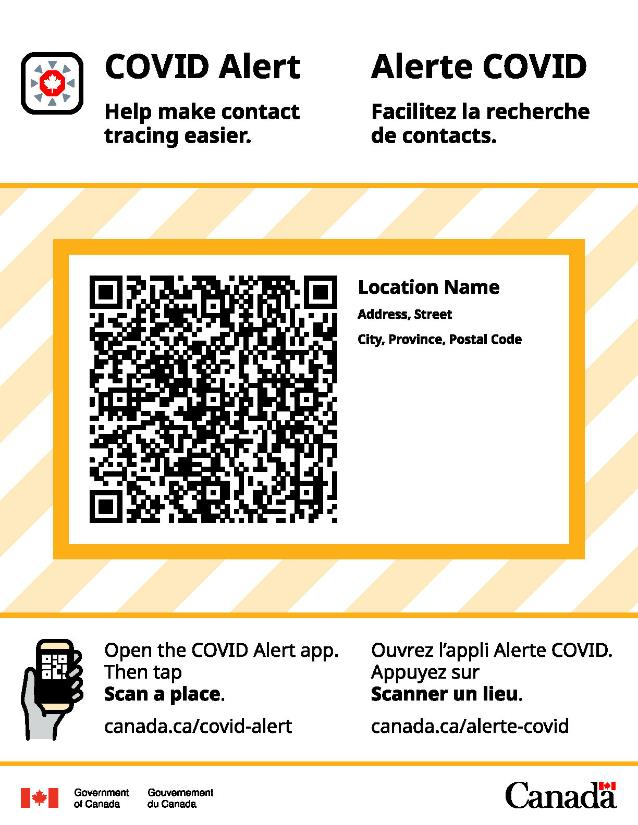 COVID Alert
Help make contact
tracing easier.
Alerte COVID
Facilitez la recherche
de contacts.
Location Name
Address, Street
City, Province, Postal Code
Open the COVID Alert app.
Then tap
Scan a place.
canada.ca/covid-alert
Ouvrez l’appli Alerte COVID.
Appuyez sur
Scanner un lieu.
canada.ca/alerte-covid
Government
of Canada
Gouvernement
du Canada
Canada